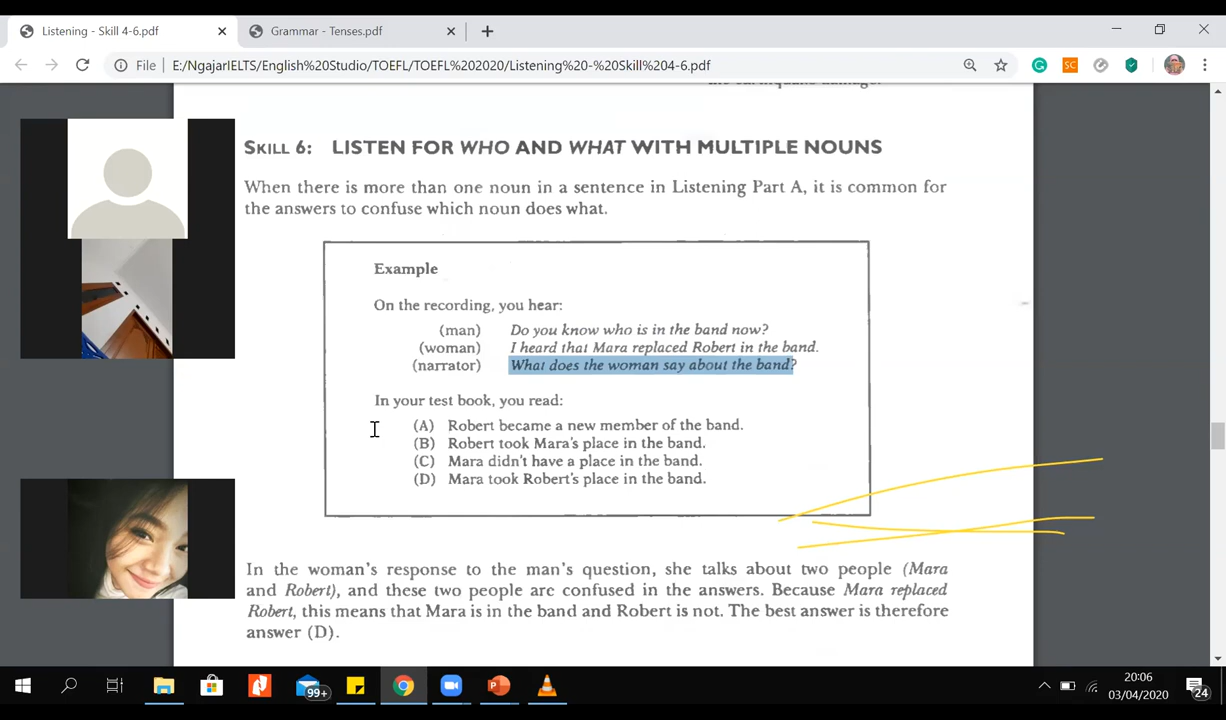 Listening - Skill 4-6.pdf
Grammar - Tenses.pdf
File
E:/NgajarIELTS/English%20Studio/TOEFL/TOEFL%202020/Listening%20-%20Skill%204-6.pdf
SC
SKILL 6: LISTEN FOR WHO AND WHAT WITH MULTIPLE NOUNS
When there is more than one noun in a sentence in Listening Part A, it is common for
the answers to confuse which noun does what.
Example
On the recording, you hear:
(man) Do you know who is in the band now?
(woman) I heard that Mara replaced Robert in the band.
(narrator) What does the woman say about the band?
In your test book, you read:
(A) Robert became a new member of the band.
(B) Robert took Mara's place in the band.
(C) Mara didn't have a place in the band.
(D) Mara took Robert's place in the band.
In the woman's response to the man's question, she talks about two people (Mara
and Robert), and these two people are confused in the answers. Because Mara replaced
Robert, this means that Mara is in the band and Robert is not. The best answer is therefore
answer (D).
99+
20:06
03/04/2020
24